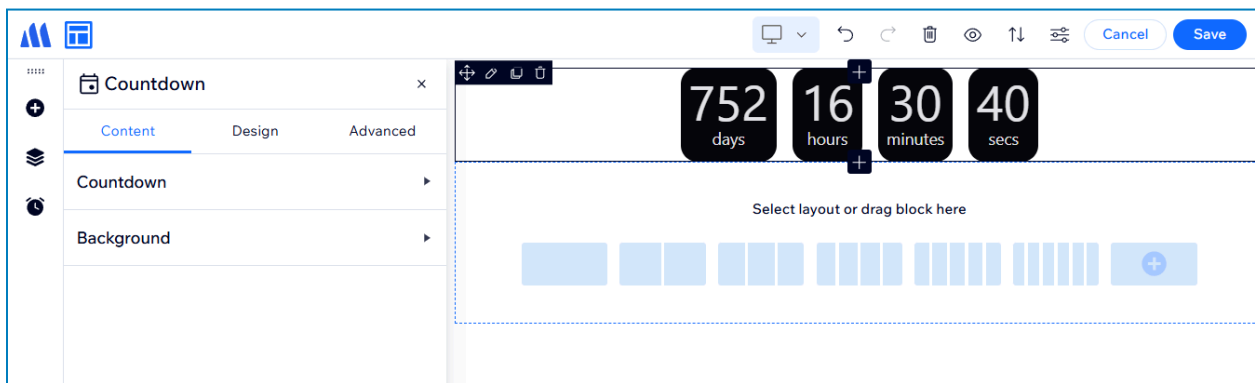 Cancel
Save
Countdown
Content Design Advanced
Countdown
Background
752 16 30 40
days hours minutes secs
Select layout or drag block here